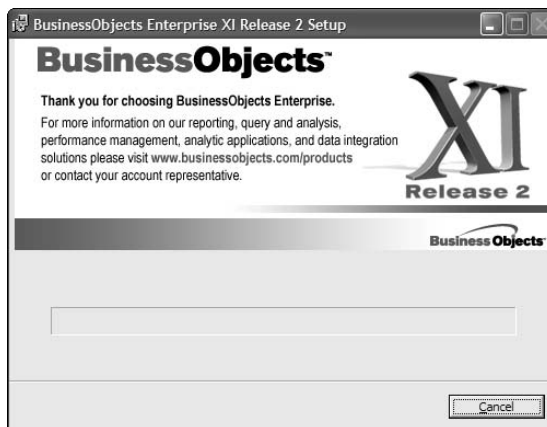 BusinessObjects Enterprise XI Release 2 Setup
BusinessObjects™
Thank you for choosing BusinessObjects Enterprise.
For more information on our reporting, query and analysis,
performance management, analytic applications, and data integration
solutions please visit www.businessobjects.com/products
or contact your account representative.
XI
Release 2
Business Objects
Cancel